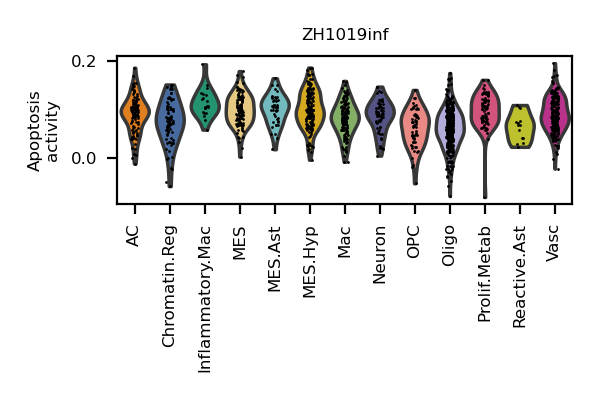 ZH1019inf
Apoptosis
activity
0.2
0.0
AC
Chromatin.Reg
Inflammatory.Mac
MES
MES.Ast
MES.Hyp
Mac
Neuron
OPC
Oligo
Prolif.Metab
Reactive.Ast
Vasc